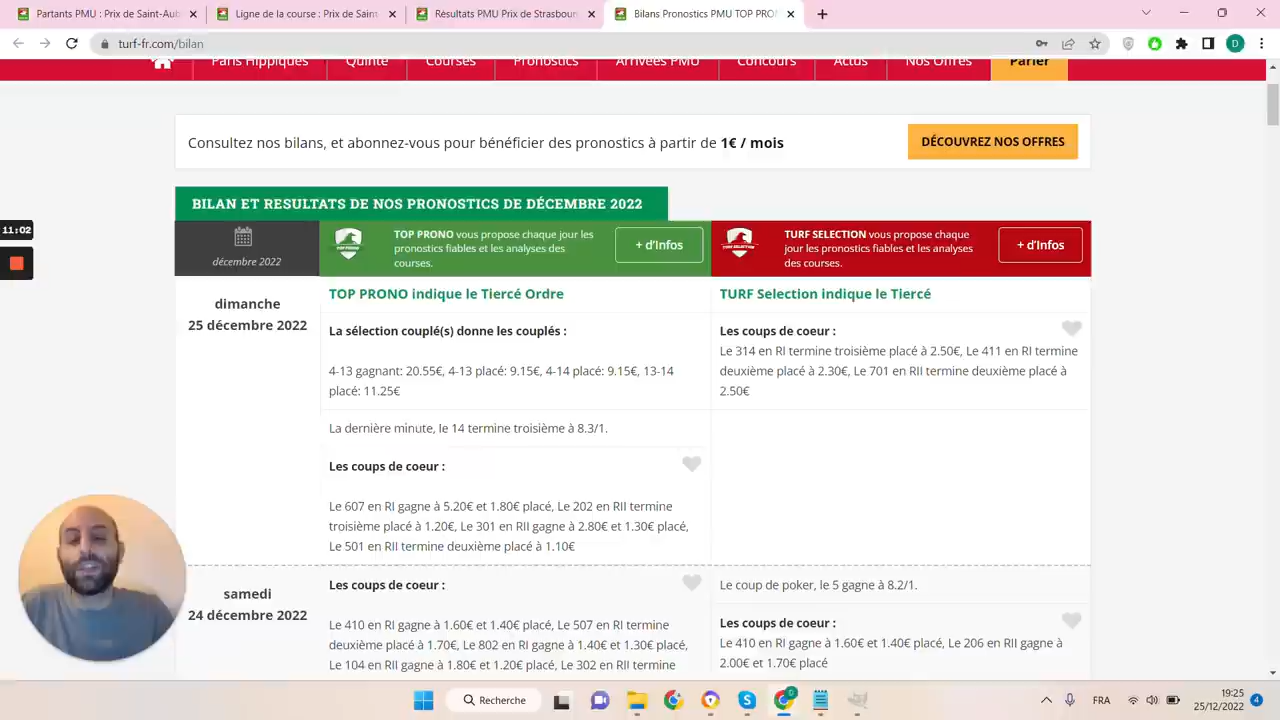 Partants PMU : Prix de Saint-Au
Ligne de la course : Prix de Saint
Résultats PMU Prix de Strasbour
Bilans Pronostics PMU TOP PRO
turf-fr.com/bilan
D
Paris Hippiques Quinté Courses Pronostics Arrivées PMU Concours Actus Nos Offres Parier
Consultez nos bilans, et abonnez-vous pour bénéficier des pronostics à partir de 1€ / mois
DÉCOUVREZ NOS OFFRES
BILAN ET RESULTATS DE NOS PRONOSTICS DE DÉCEMBRE 2022
11:02
décembre 2022
TOP PRONO
TOP PRONO vous propose chaque jour les
pronostics fiables et les analyses des
courses.
+ d'Infos
TURF SELECTION
TURF SELECTION vous propose chaque
jour les pronostics fiables et les analyses
des courses.
+ d'Infos
dimanche
25 décembre 2022
TOP PRONO indique le Tiercé Ordre
La sélection couplé(s) donne les couplés :
4-13 gagnant: 20.55€, 4-13 placé: 9.15€, 4-14 placé: 9.15€, 13-14
placé: 11.25€
La dernière minute, le 14 termine troisième à 8.3/1.
Les coups de coeur :
Le 607 en RI gagne à 5.20€ et 1.80€ placé, Le 202 en RII termine
troisième placé à 1.20€, Le 301 en RII gagne à 2.80€ et 1.30€ placé,
Le 501 en RII termine deuxième placé à 1.10€
TURF Selection indique le Tiercé
Les coups de coeur :
Le 314 en RI termine troisième placé à 2.50€, Le 411 en RI termine
deuxième placé à 2.30€, Le 701 en RII termine deuxième placé à
2.50€
samedi
24 décembre 2022
Les coups de coeur :
Le 410 en RI gagne à 1.60€ et 1.40€ placé, Le 507 en RI termine
deuxième placé à 1.70€, Le 802 en RI gagne à 1.40€ et 1.30€ placé,
Le 104 en RII gagne à 1.80€ et 1.20€ placé, Le 302 en RII termine
Le coup de poker, le 5 gagne à 8.2/1.
Les coups de coeur :
Le 410 en RI gagne à 1.60€ et 1.40€ placé, Le 206 en RII gagne à
2.00€ et 1.70€ placé
Recherche
FRA
19:25
25/12/2022
4